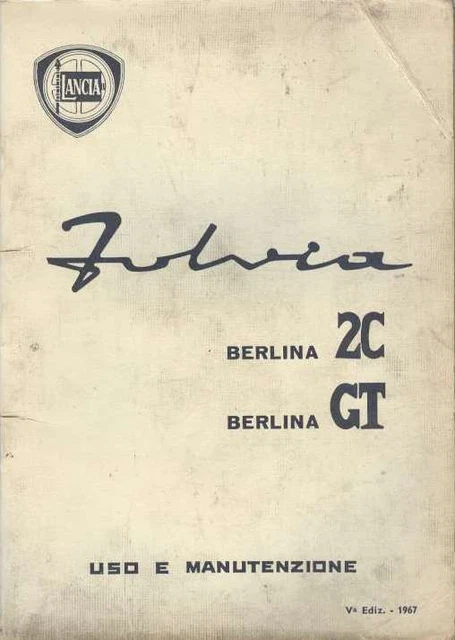 LANCIA
Fulvia
BERLINA 2C
BERLINA GT
USO E MANUTENZIONE
Vª Ediz. - 1967